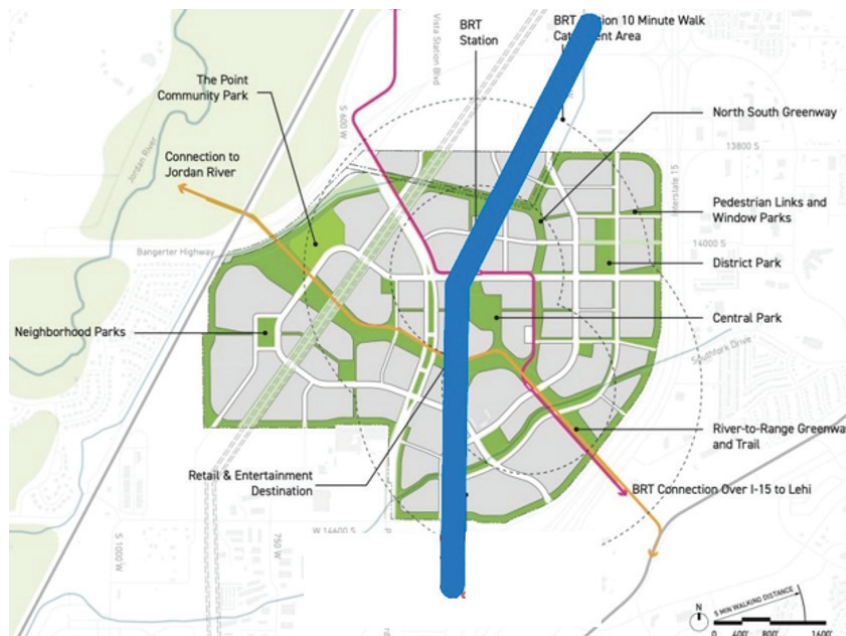 BRT Station
10 Minute Walk
Area
BRT
Station
Vista Station Blvd
The Point
Community Park
S 600 W
North South Greenway
Jordan River
Connection to
Jordan River
13800 S
Interstate 15
Pedestrian Links and
Window Parks
Bangerter Highway
14000 S
District Park
Neighborhood Parks
Central Park
Southfork Drive
River-to-Range Greenway
and Trail
Retail & Entertainment
Destination
BRT Connection Over I-15 to Lehi
S 1000 W
750 W
W 14600 S
N
5 MIN WALKING DISTANCE
0 400' 800' 1600'